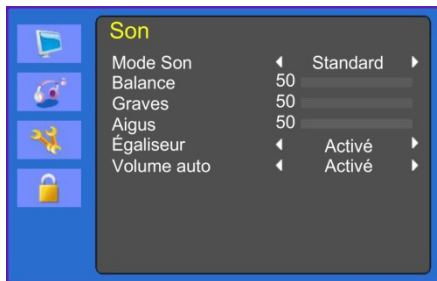 Son
Mode Son Standard
Balance 50
Graves 50
Aigus 50
Égaliseur Activé
Volume auto Activé